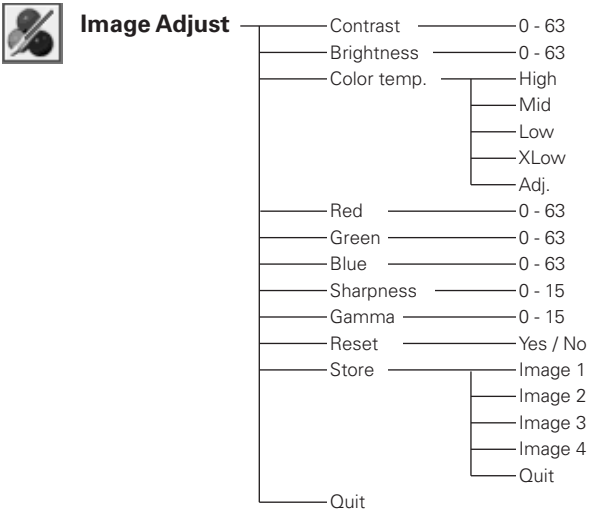 Image Adjust Contrast 0 - 63
Brightness 0 - 63
Color temp. High
Mid
Low
XLow
Adj.
Red 0 - 63
Green 0 - 63
Blue 0 - 63
Sharpness 0 - 15
Gamma 0 - 15
Reset Yes / No
Store Image 1
Image 2
Image 3
Image 4
Quit
Quit